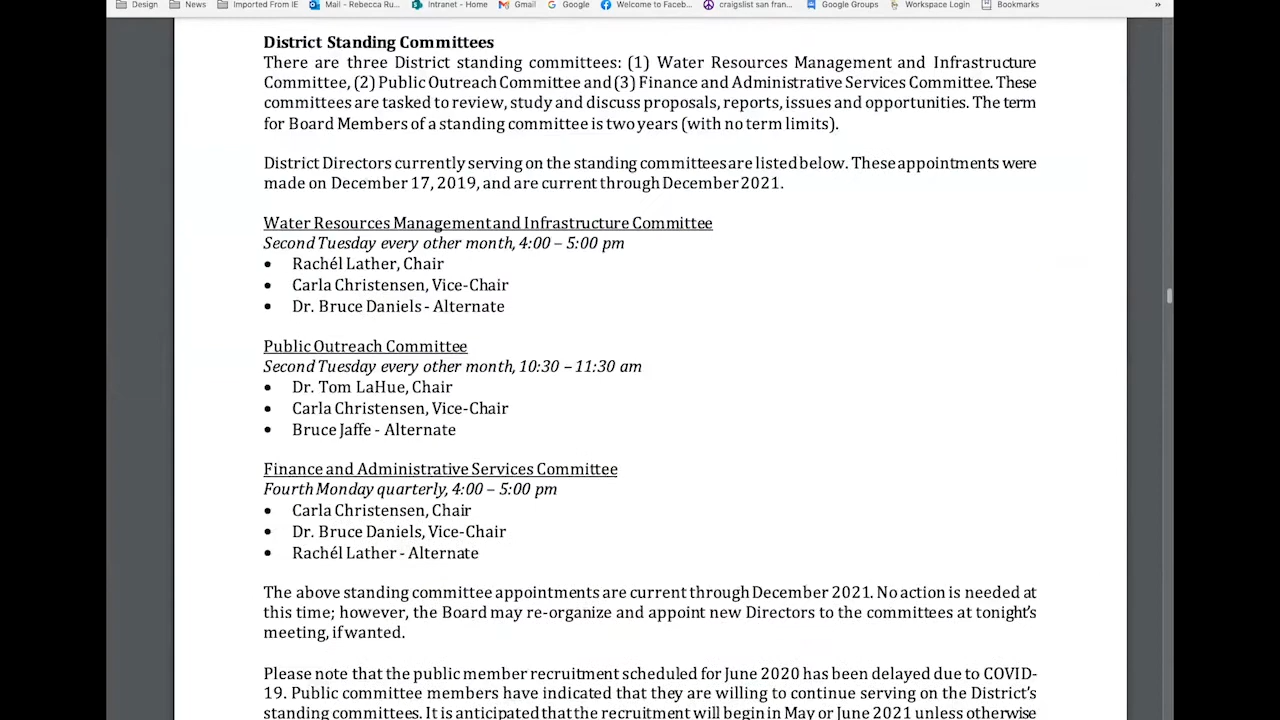 Design News Imported From IE Mail - Rebecca Ru... Intranet - Home Gmail Google Welcome to Faceb... craigslist san fran... Google Groups Workspace Login Bookmarks »
District Standing Committees
There are three District standing committees: (1) Water Resources Management and Infrastructure
Committee, (2) Public Outreach Committee and (3) Finance and Administrative Services Committee. These
committees are tasked to review, study and discuss proposals, reports, issues and opportunities. The term
for Board Members of a standing committee is two years (with no term limits).
District Directors currently serving on the standing committees are listed below. These appointments were
made on December 17, 2019, and are current through December 2021.
Water Resources Management and Infrastructure Committee
Second Tuesday every other month, 4:00 – 5:00 pm
• Rachél Lather, Chair
• Carla Christensen, Vice-Chair
• Dr. Bruce Daniels - Alternate
Public Outreach Committee
Second Tuesday every other month, 10:30 – 11:30 am
• Dr. Tom LaHue, Chair
• Carla Christensen, Vice-Chair
• Bruce Jaffe - Alternate
Finance and Administrative Services Committee
Fourth Monday quarterly, 4:00 – 5:00 pm
• Carla Christensen, Chair
• Dr. Bruce Daniels, Vice-Chair
• Rachél Lather - Alternate
The above standing committee appointments are current through December 2021. No action is needed at
this time; however, the Board may re-organize and appoint new Directors to the committees at tonight's
meeting, if wanted.
Please note that the public member recruitment scheduled for June 2020 has been delayed due to COVID-
19. Public committee members have indicated that they are willing to continue serving on the District's
standing committees. It is anticipated that the recruitment will begin in May or June 2021 unless otherwise